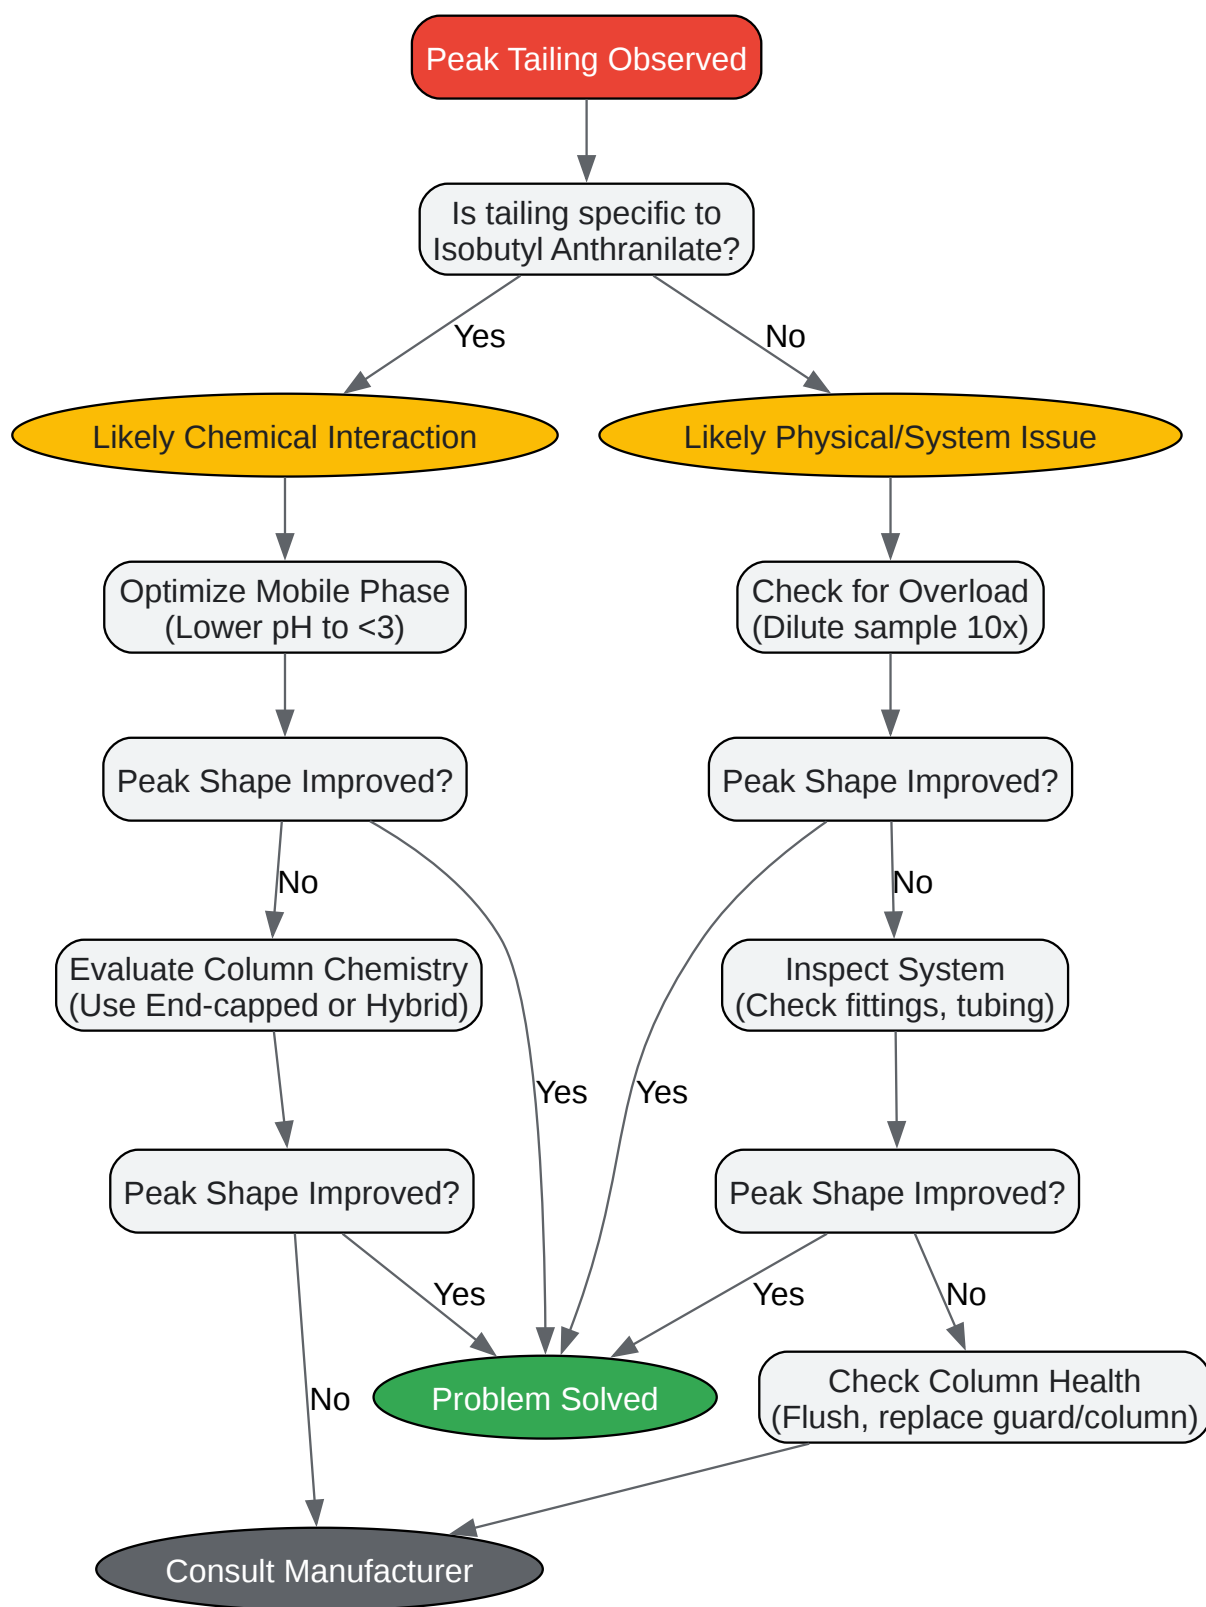 Peak Tailing Observed
Is tailing specific to
Isobutyl Anthranilate?
Yes
No
Likely Chemical Interaction
Likely Physical/System Issue
Optimize Mobile Phase
(Lower pH to <3)
Check for Overload
(Dilute sample 10x)
Peak Shape Improved?
Peak Shape Improved?
No
No
Evaluate Column Chemistry
(Use End-capped or Hybrid)
Inspect System
(Check fittings, tubing)
Yes
Yes
Peak Shape Improved?
Peak Shape Improved?
Yes
Yes
No
No
Problem Solved
Check Column Health
(Flush, replace guard/column)
Consult Manufacturer